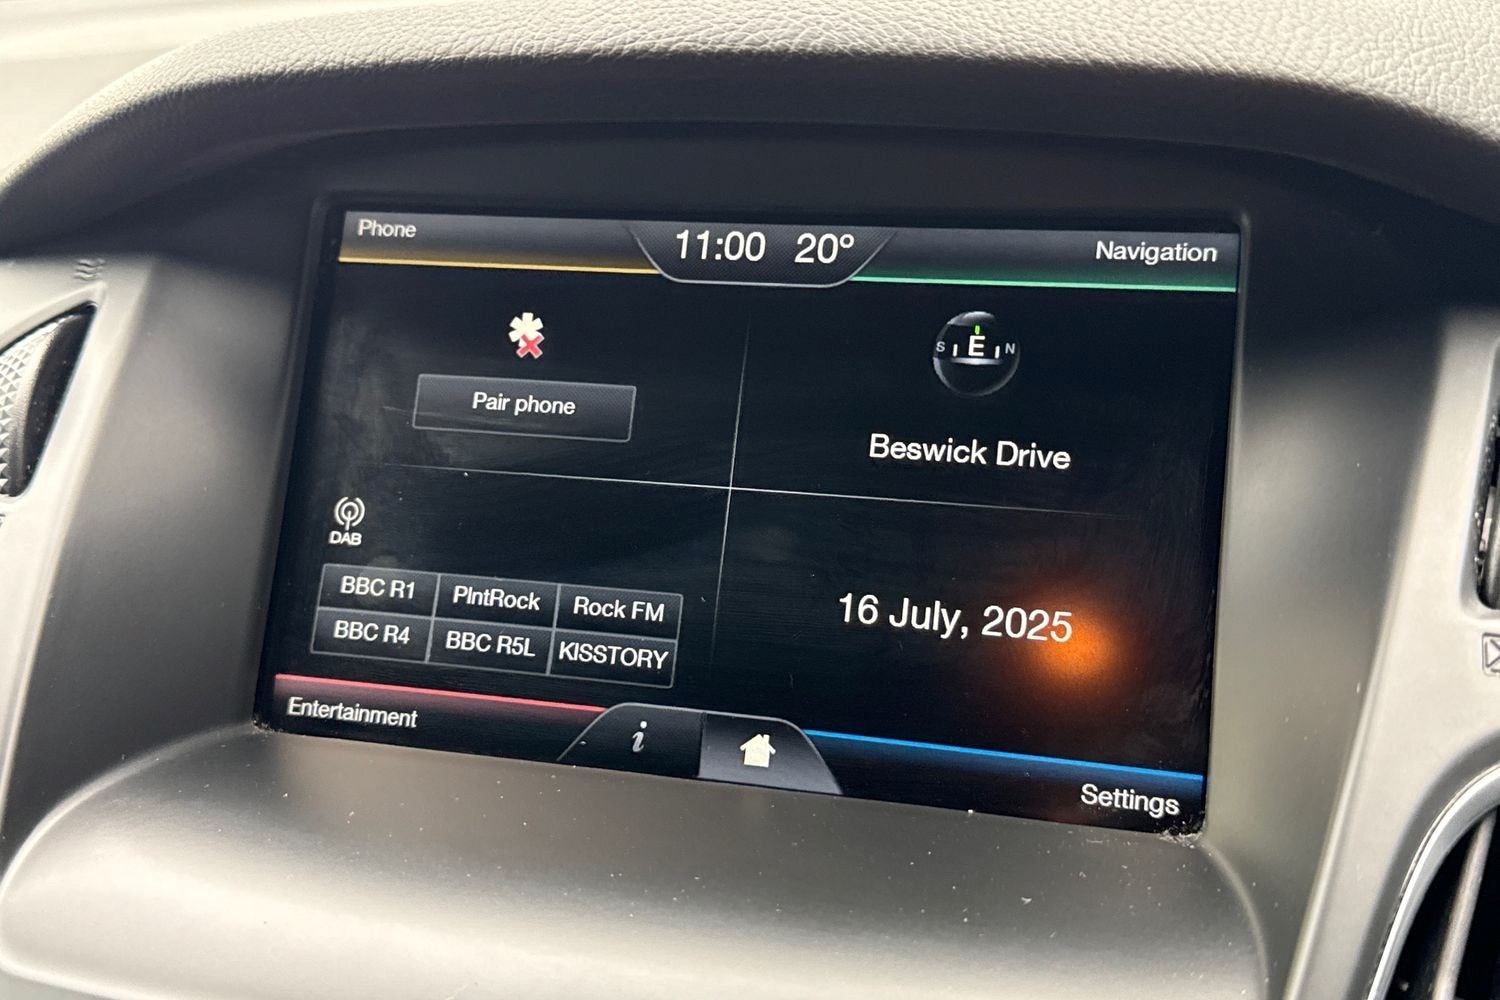 Phone
11:00 20°
Navigation
Pair phone
S E N
Beswick Drive
DAB
BBC R1 PlntRock Rock FM
BBC R4 BBC R5L KISSTORY
16 July, 2025
Entertainment
i
Settings